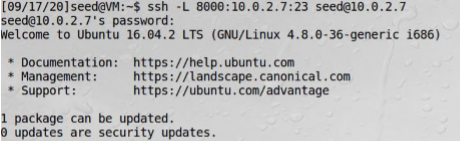 [09/17/20]seed@VM:~$ ssh -L 8000:10.0.2.7:23 seed@10.0.2.7
seed@10.0.2.7's password:
Welcome to Ubuntu 16.04.2 LTS (GNU/Linux 4.8.0-36-generic i686)

 * Documentation:  https://help.ubuntu.com
 * Management:     https://landscape.canonical.com
 * Support:        https://ubuntu.com/advantage

1 package can be updated.
0 updates are security updates.